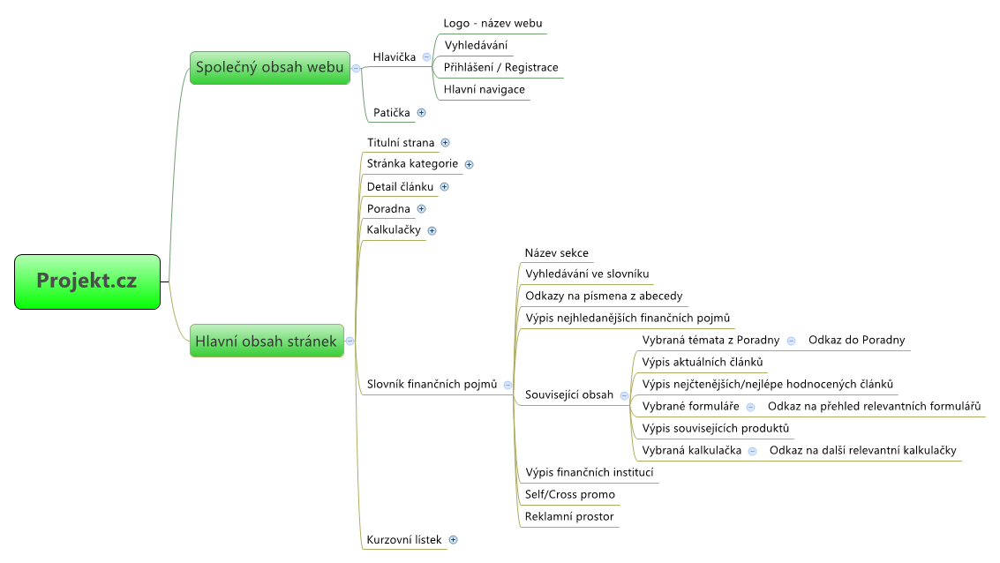 Projekt.cz
Společný obsah webu
Hlavička
Logo - název webu
Vyhledávání
Přihlášení / Registrace
Hlavní navigace
Patička
Hlavní obsah stránek
Titulní strana
Stránka kategorie
Detail článku
Poradna
Kalkulačky
Slovník finančních pojmů
Název sekce
Vyhledávání ve slovníku
Odkazy na písmena z abecedy
Výpis nejhledanějších finančních pojmů
Související obsah
Vybraná témata z Poradny
Odkaz do Poradny
Výpis aktuálních článků
Výpis nejčtenějších/nejlépe hodnocených článků
Vybrané formuláře
Odkaz na přehled relevantních formulářů
Výpis souvisejících produktů
Vybraná kalkulačka
Odkaz na další relevantní kalkulačky
Výpis finančních institucí
Self/Cross promo
Reklamní prostor
Kurzovní lístek